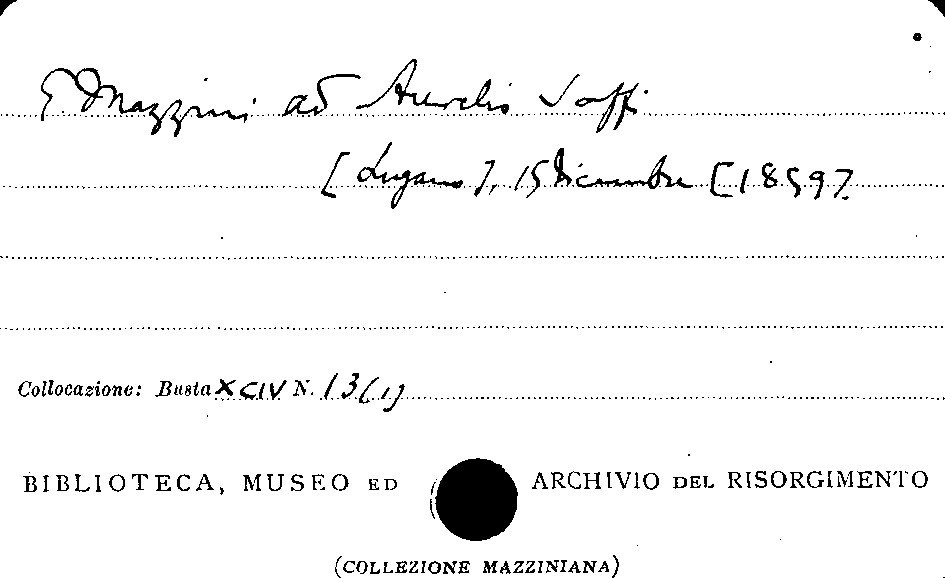 G. Mazzini ad Aurelio Saffi
[Lugano], 15 Dicembre [1859].
Collocazione: Busta XCIV N. 13(1)
BIBLIOTECA, MUSEO ED ARCHIVIO DEL RISORGIMENTO
(COLLEZIONE MAZZINIANA)